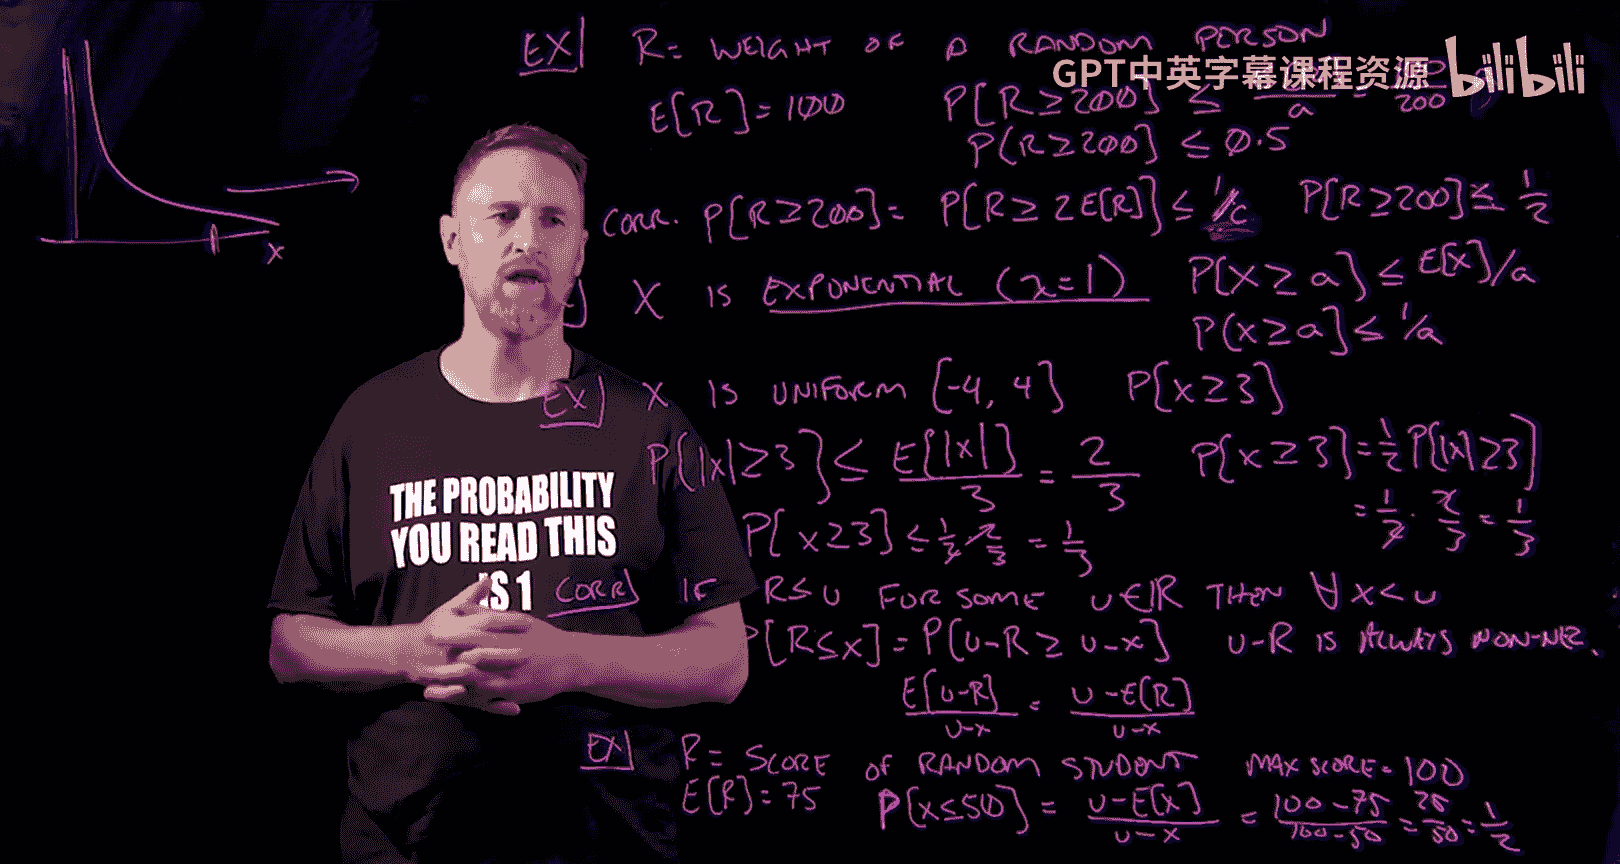 EX R = WEIGHT OF A RANDOM PERSON
GPT中英字幕课程资源 bilibili
E[R] = 100 P[R ≥ 200] ≤ a = 200
P[R ≥ 200] ≤ 0.5
CORR. P[R ≥ 200] = P[R ≥ 2E[R]] ≤ 1/c P[R ≥ 200] ≤ 1/2
X IS EXPONENTIAL (λ=1) P[X ≥ a] ≤ E[X]/a
P[X ≥ a] ≤ 1/a
EX X IS UNIFORM [-4, 4] P[X ≥ 3]
P[|X| ≥ 3] ≤ E[|X|]/3 = 2/3 P[X ≥ 3] = 1/2 P[|X| ≥ 3]
= 1/2 · 2/3 = 1/3
P[X ≥ 3] ≤ 1/2 · 2/3 = 1/3
THE PROBABILITY
YOU READ THIS
IS 1
CORR IF R ≤ U FOR SOME U ∈ ℝ THEN ∀ X < U
P[R ≤ X] = P[U-R ≥ U-X] U-R IS ALWAYS NON-NEG.
E[U-R]/U-X = U-E[R]/U-X
EX R = SCORE OF RANDOM STUDENT MAX SCORE = 100
E[R] = 75 P[X ≤ 50] = U-E[X]/U-X = 100-75/100-50 = 25/50 = 1/2
X